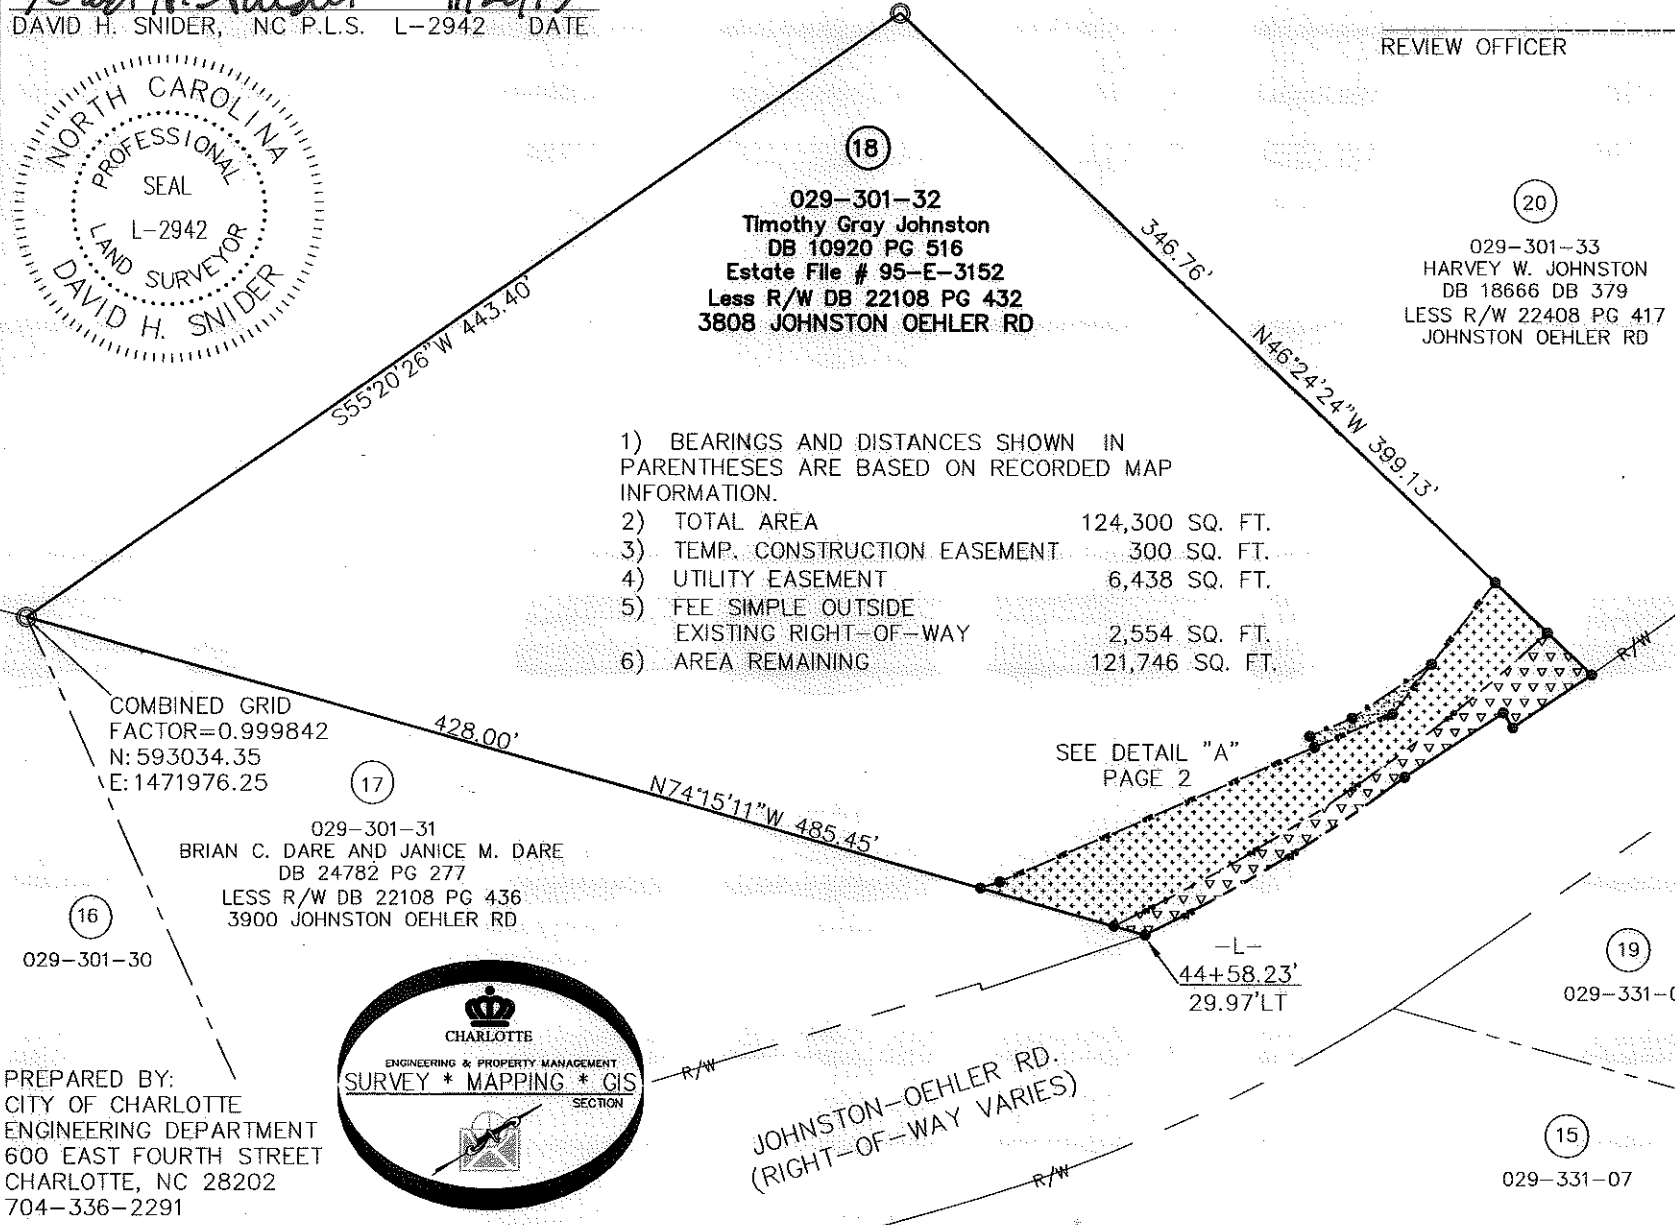 DAVID H. SNIDER, NC P.L.S. L-2942 DATE
REVIEW OFFICER
NORTH CAROLINA
PROFESSIONAL
SEAL
L-2942
LAND SURVEYOR
DAVID H. SNIDER
18
029-301-32
Timothy Gray Johnston
DB 10920 PG 516
Estate File # 95-E-3152
Less R/W DB 22108 PG 432
3808 JOHNSTON OEHLER RD
20
029-301-33
HARVEY W. JOHNSTON
DB 18666 DB 379
LESS R/W 22408 PG 417
JOHNSTON OEHLER RD
S55°20'26"W 443.40'
346.76'
N46°24'24"W 399.13'
1) BEARINGS AND DISTANCES SHOWN IN
PARENTHESES ARE BASED ON RECORDED MAP
INFORMATION.
2) TOTAL AREA 124,300 SQ. FT.
3) TEMP. CONSTRUCTION EASEMENT 300 SQ. FT.
4) UTILITY EASEMENT 6,438 SQ. FT.
5) FEE SIMPLE OUTSIDE
EXISTING RIGHT-OF-WAY 2,554 SQ. FT.
6) AREA REMAINING 121,746 SQ. FT.
R/W
COMBINED GRID
FACTOR=0.999842
N: 593034.35
E: 1471976.25
428.00'
N74°15'11"W 485.45'
SEE DETAIL "A"
PAGE 2
17
029-301-31
BRIAN C. DARE AND JANICE M. DARE
DB 24782 PG 277
LESS R/W DB 22108 PG 436
3900 JOHNSTON OEHLER RD
16
029-301-30
-L-
44+58.23'
29.97'LT
19
029-331-0
CHARLOTTE
ENGINEERING & PROPERTY MANAGEMENT
SURVEY * MAPPING * GIS
SECTION
R/W
JOHNSTON-OEHLER RD.
(RIGHT-OF-WAY VARIES)
R/W
15
029-331-07
PREPARED BY:
CITY OF CHARLOTTE
ENGINEERING DEPARTMENT
600 EAST FOURTH STREET
CHARLOTTE, NC 28202
704-336-2291